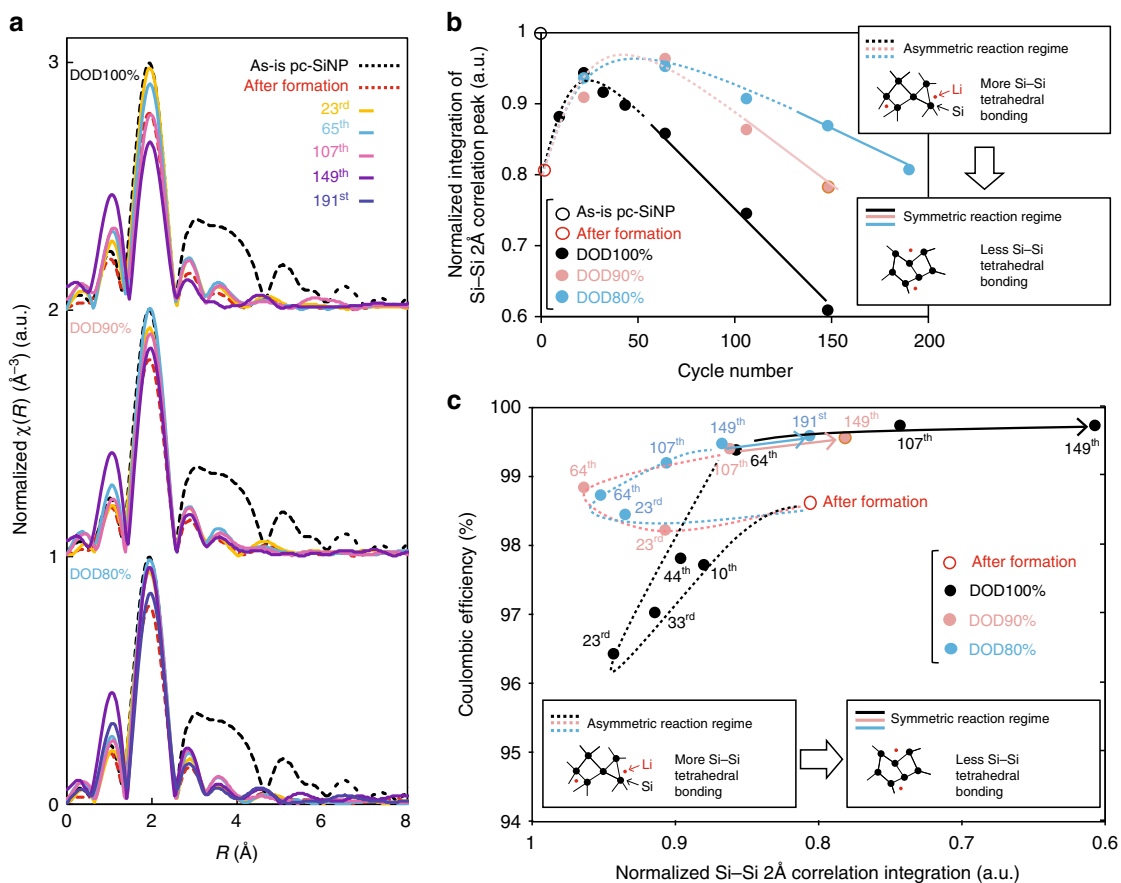 a
3
2
1
0
DOD100%
DOD90%
DOD80%
As-is pc-SiNP
After formation
23rd
65th
107th
149th
191st
Normalized χ(R) (Å−3) (a.u.)
0 2 4 6 8
R (Å)
b
1
0.9
0.8
0.7
0.6
Normalized integration of
Si–Si 2Å correlation peak (a.u.)
As-is pc-SiNP
After formation
DOD100%
DOD90%
DOD80%
0 50 100 150 200
Cycle number
Asymmetric reaction regime
Li
Si
More Si–Si
tetrahedral
bonding
Symmetric reaction regime
Less Si–Si
tetrahedral
bonding
c
100
99
98
97
96
95
94
Coulombic efficiency (%)
64th
107th
149th
191st
149th
64th
23rd
23rd
107th
64th
107th
149th
After formation
44th
10th
33rd
23rd
After formation
DOD100%
DOD90%
DOD80%
Asymmetric reaction regime
Li
Si
More Si–Si
tetrahedral
bonding
Symmetric reaction regime
Less Si–Si
tetrahedral
bonding
1 0.9 0.8 0.7 0.6
Normalized Si–Si 2Å correlation integration (a.u.)